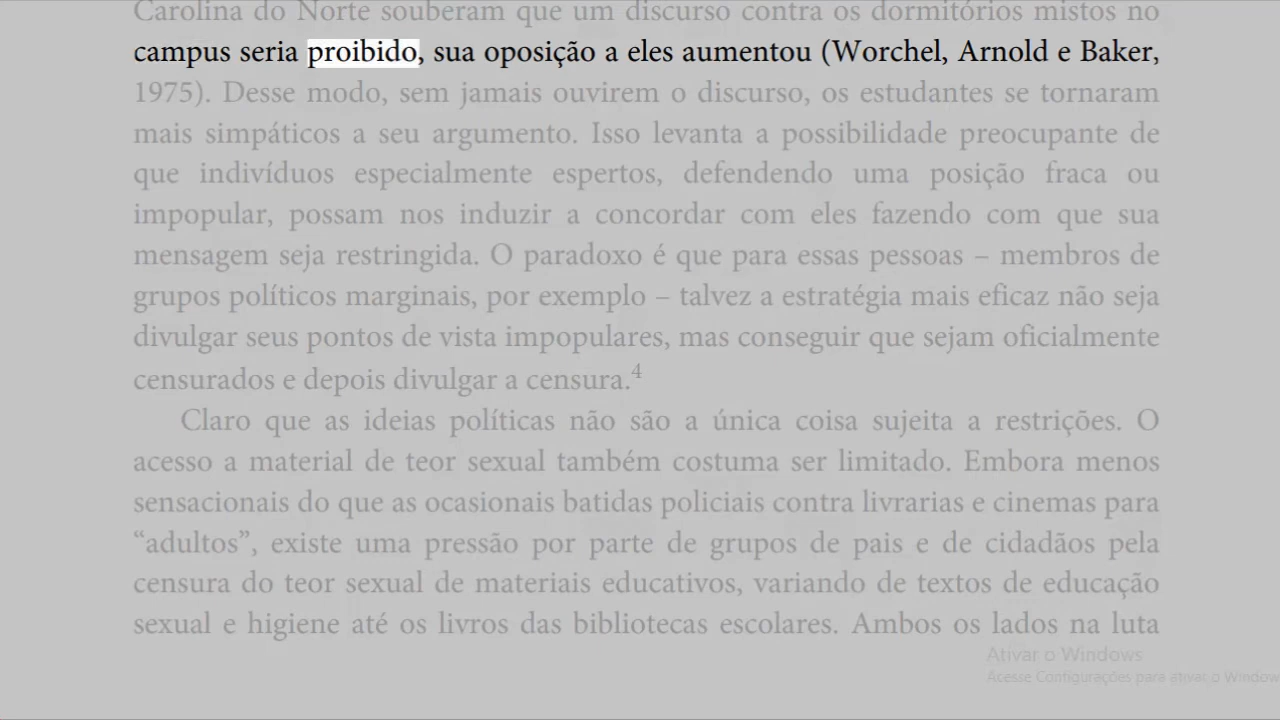 Carolina do Norte souberam que um discurso contra os dormitórios mistos no
campus seria proibido, sua oposição a eles aumentou (Worchel, Arnold e Baker,
1975). Desse modo, sem jamais ouvirem o discurso, os estudantes se tornaram
mais simpáticos a seu argumento. Isso levanta a possibilidade preocupante de
que indivíduos especialmente espertos, defendendo uma posição fraca ou
impopular, possam nos induzir a concordar com eles fazendo com que sua
mensagem seja restringida. O paradoxo é que para essas pessoas – membros de
grupos políticos marginais, por exemplo – talvez a estratégia mais eficaz não seja
divulgar seus pontos de vista impopulares, mas conseguir que sejam oficialmente
censurados e depois divulgar a censura.4
Claro que as ideias políticas não são a única coisa sujeita a restrições. O
acesso a material de teor sexual também costuma ser limitado. Embora menos
sensacionais do que as ocasionais batidas policiais contra livrarias e cinemas para
“adultos”, existe uma pressão por parte de grupos de pais e de cidadãos pela
censura do teor sexual de materiais educativos, variando de textos de educação
sexual e higiene até os livros das bibliotecas escolares. Ambos os lados na luta
Ativar o Windows
Acesse Configurações para ativar o Window